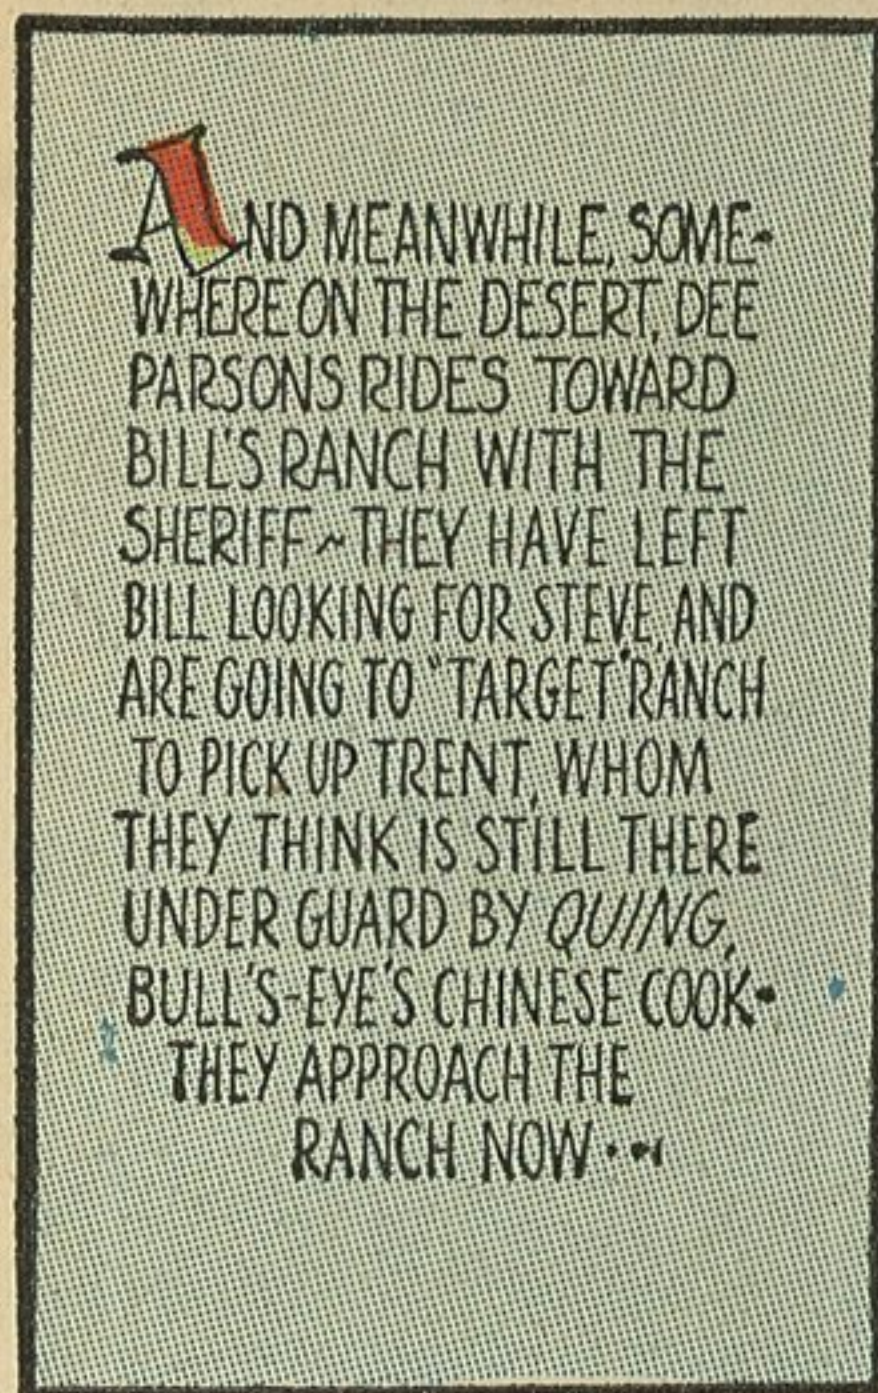 AND MEANWHILE, SOME-
WHERE ON THE DESERT, DEE
PARSONS RIDES TOWARD
BILL'S RANCH WITH THE
SHERIFF~THEY HAVE LEFT
BILL LOOKING FOR STEVE, AND
ARE GOING TO "TARGET" RANCH
TO PICK UP TRENT, WHOM
THEY THINK IS STILL THERE
UNDER GUARD BY QUING,
BULL'S-EYE'S CHINESE COOK-
THEY APPROACH THE
RANCH NOW...